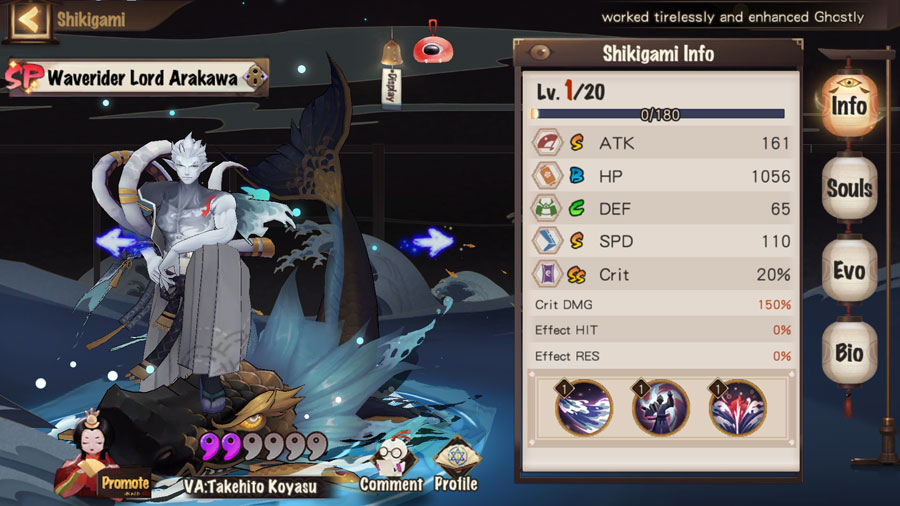 Shikigami
worked tirelessly and enhanced Ghostly
SP Waverider Lord Arakawa
Display
Shikigami Info
Lv. 1/20
0/180
S ATK 161
B HP 1056
C DEF 65
S SPD 110
SS Crit 20%
Crit DMG 150%
Effect HIT 0%
Effect RES 0%
1 1 1
Info
Souls
Evo
Bio
Promote
VA:Takehito Koyasu
Comment
Profile